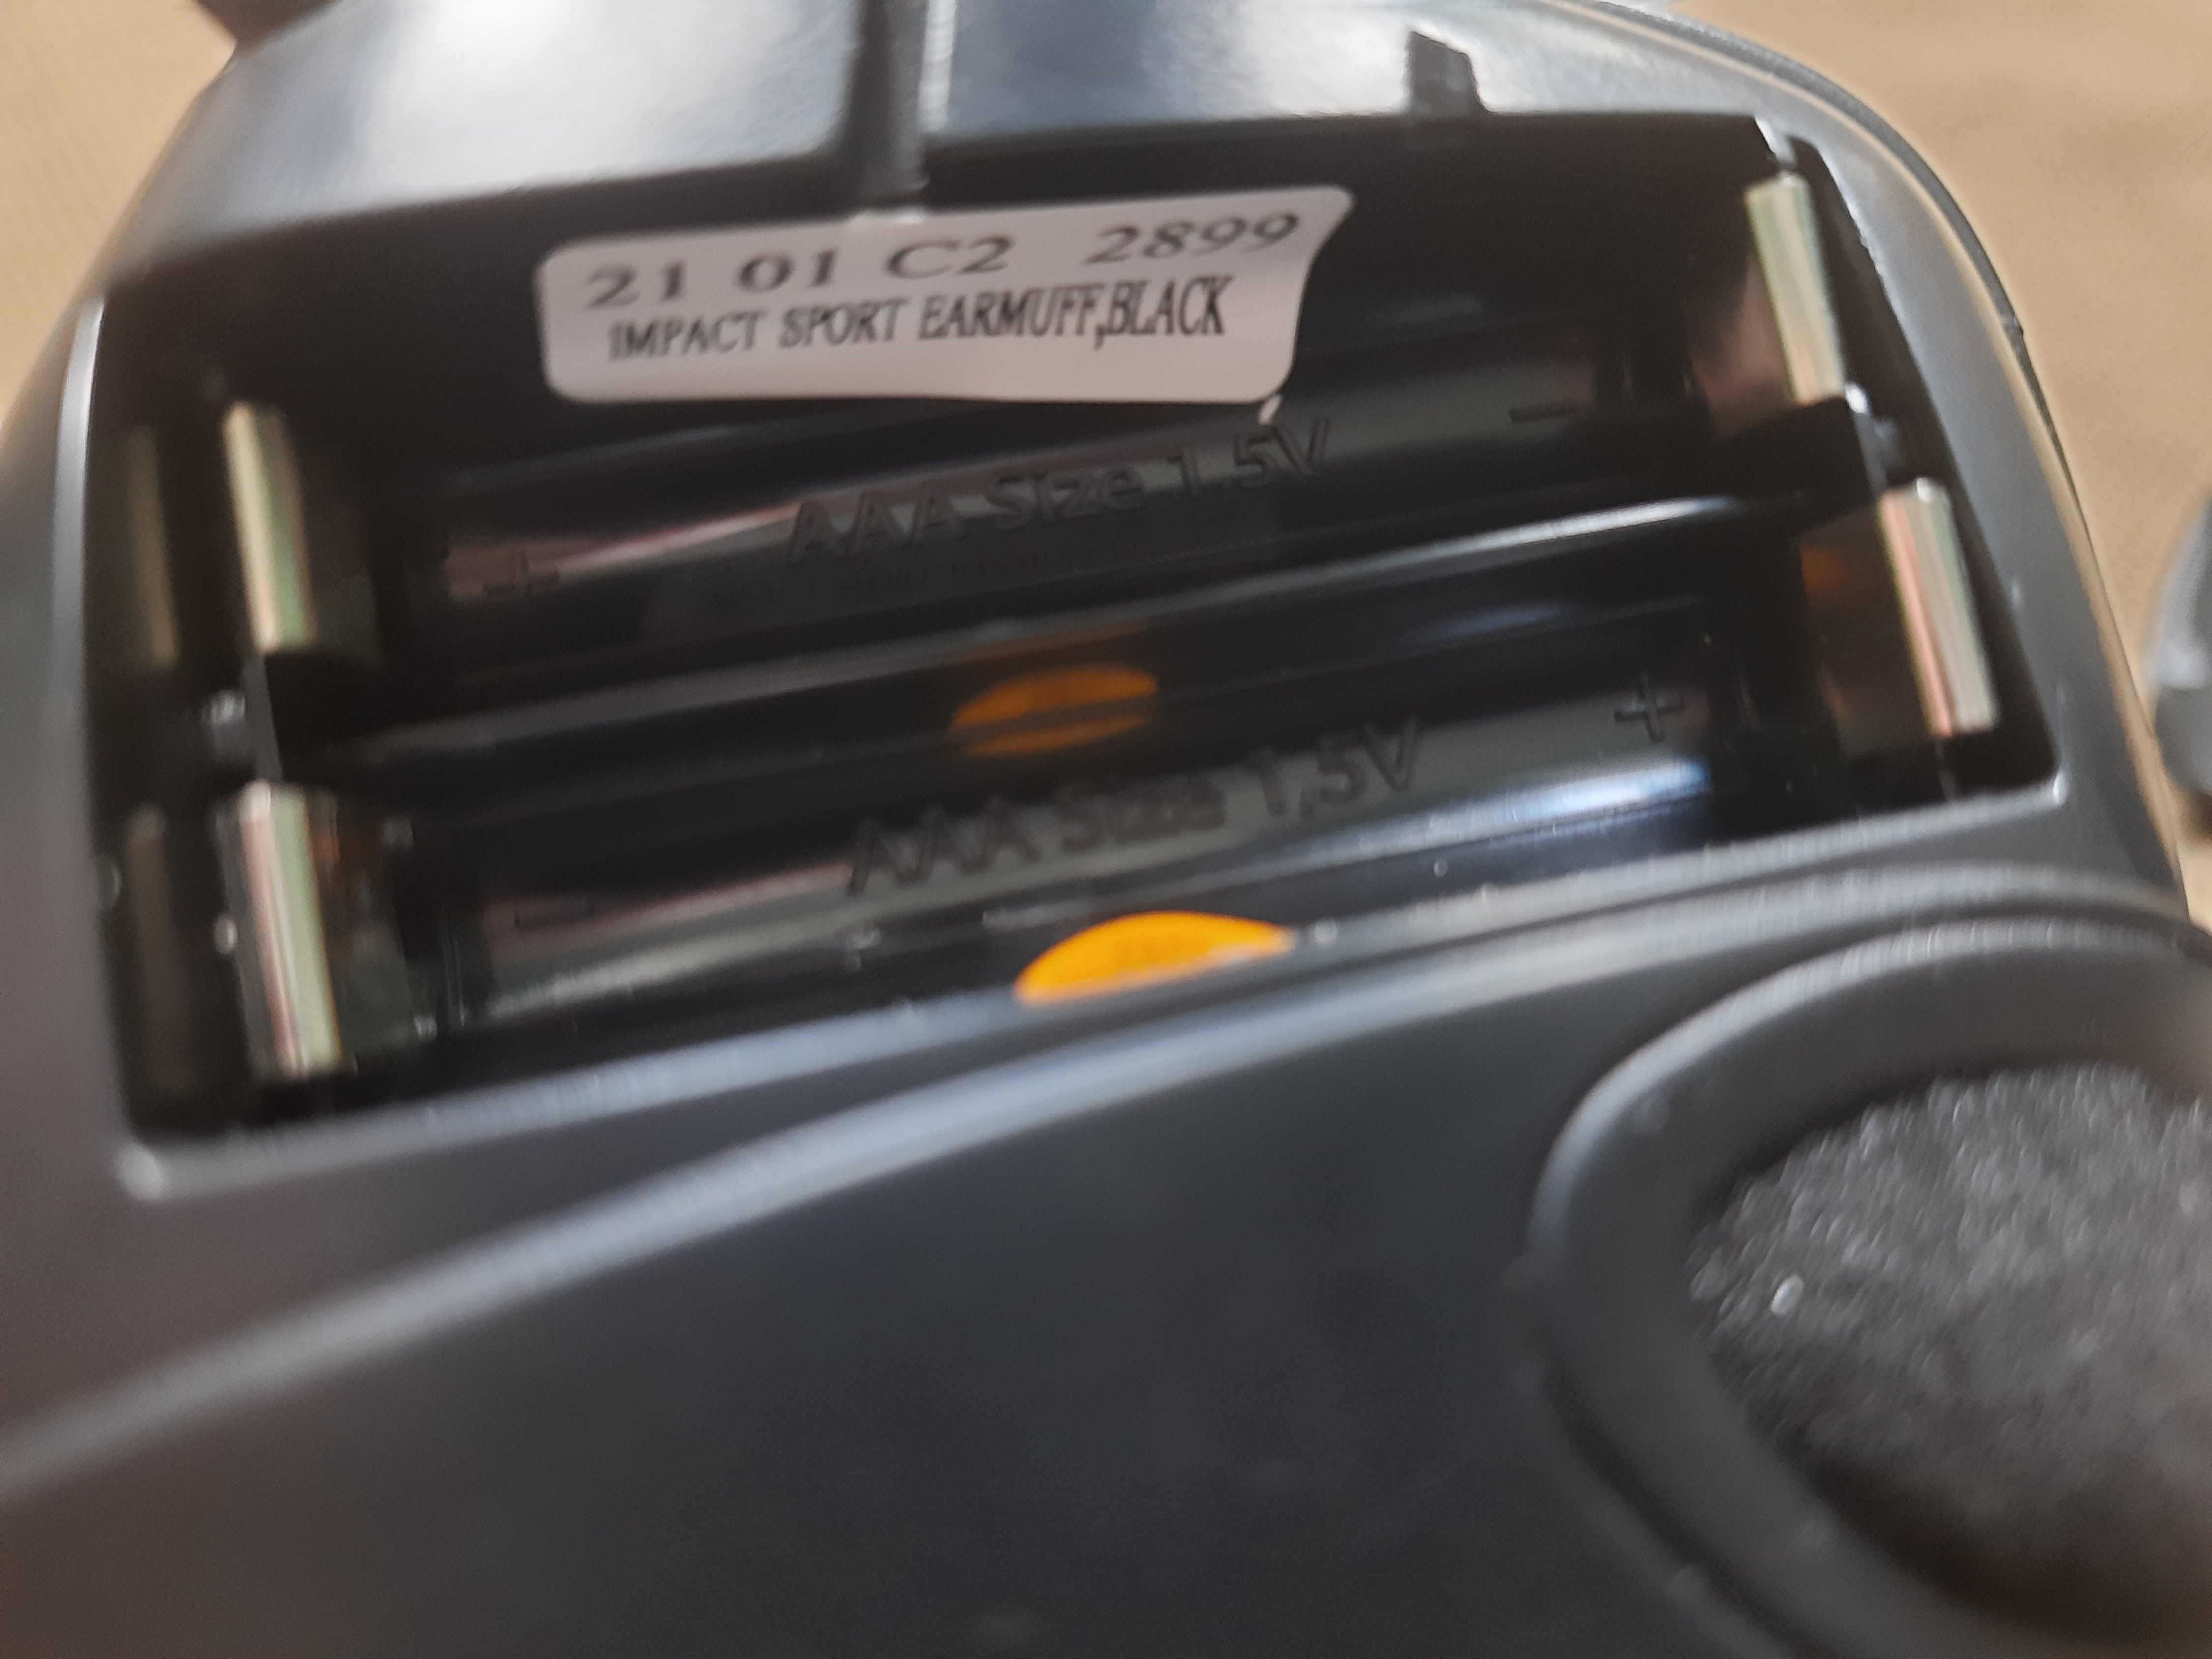 21 01 C2 2899
IMPACT SPORT EARMUFF,BLACK
+ AAA Size 1.5V −
− AAA Size 1,5V +